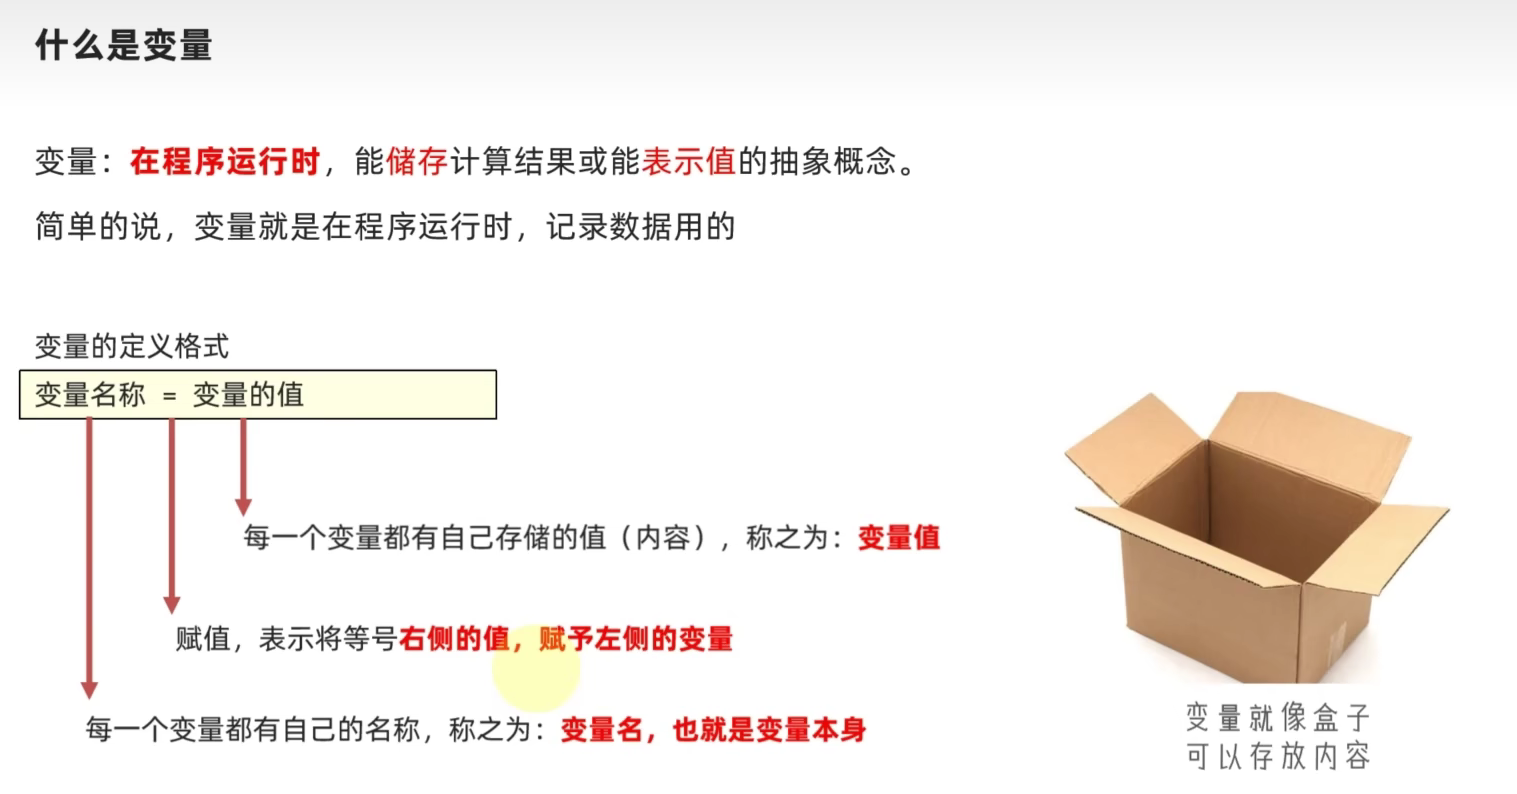 什么是变量
变量：在程序运行时，能储存计算结果或能表示值的抽象概念。
简单的说，变量就是在程序运行时，记录数据用的
变量的定义格式
变量名称 = 变量的值
每一个变量都有自己存储的值（内容），称之为：变量值
赋值，表示将等号右侧的值，赋予左侧的变量
每一个变量都有自己的名称，称之为：变量名，也就是变量本身
变量就像盒子
可以存放内容